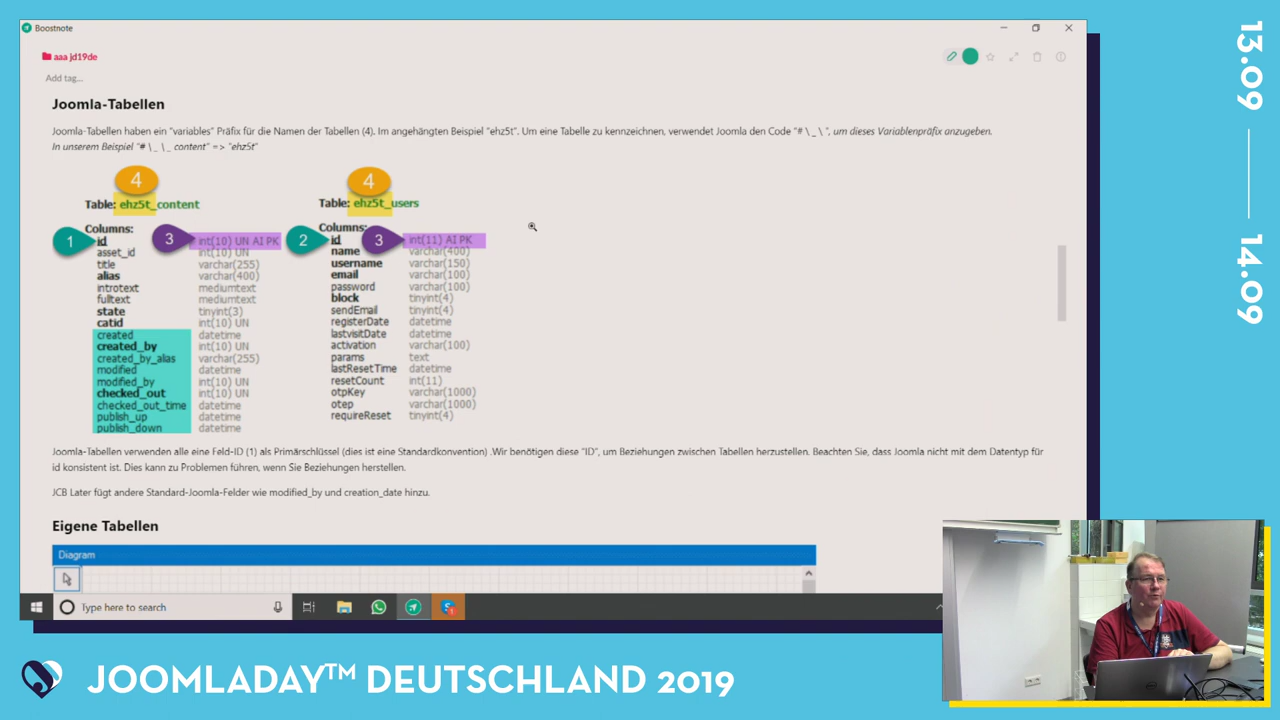 Boostnote
aaa jd19de
Add tag...
Joomla-Tabellen
Joomla-Tabellen haben ein "variables" Präfix für die Namen der Tabellen (4). Im angehängten Beispiel "ehz5t". Um eine Tabelle zu kennzeichnen, verwendet Joomla den Code "# \ _ \ ", um dieses Variablenpräfix anzugeben.
In unserem Beispiel "# \ _ \ _ content" => "ehz5t"
4
Table: ehz5t_content
Columns:
1 id 3 int(10) UN AI PK
asset_id int(10) UN
title varchar(255)
alias varchar(400)
introtext mediumtext
fulltext mediumtext
state tinyint(3)
catid int(10) UN
created datetime
created_by int(10) UN
created_by_alias varchar(255)
modified datetime
modified_by int(10) UN
checked_out int(10) UN
checked_out_time datetime
publish_up datetime
publish_down datetime
4
Table: ehz5t_users
Columns:
2 id 3 int(11) AI PK
name varchar(400)
username varchar(150)
email varchar(100)
password varchar(100)
block tinyint(4)
sendEmail tinyint(4)
registerDate datetime
lastvisitDate datetime
activation varchar(100)
params text
lastResetTime datetime
resetCount int(11)
otpKey varchar(1000)
otep varchar(1000)
requireReset tinyint(4)
Joomla-Tabellen verwenden alle eine Feld-ID (1) als Primärschlüssel (dies ist eine Standardkonvention) .Wir benötigen diese "ID", um Beziehungen zwischen Tabellen herzustellen. Beachten Sie, dass Joomla nicht mit dem Datentyp für
id konsistent ist. Dies kann zu Problemen führen, wenn Sie Beziehungen herstellen.
JCB Later fügt andere Standard-Joomla-Felder wie modified_by und creation_date hinzu.
Eigene Tabellen
Diagram
Type here to search
13.09
14.09
JOOMLADAY™ DEUTSCHLAND 2019